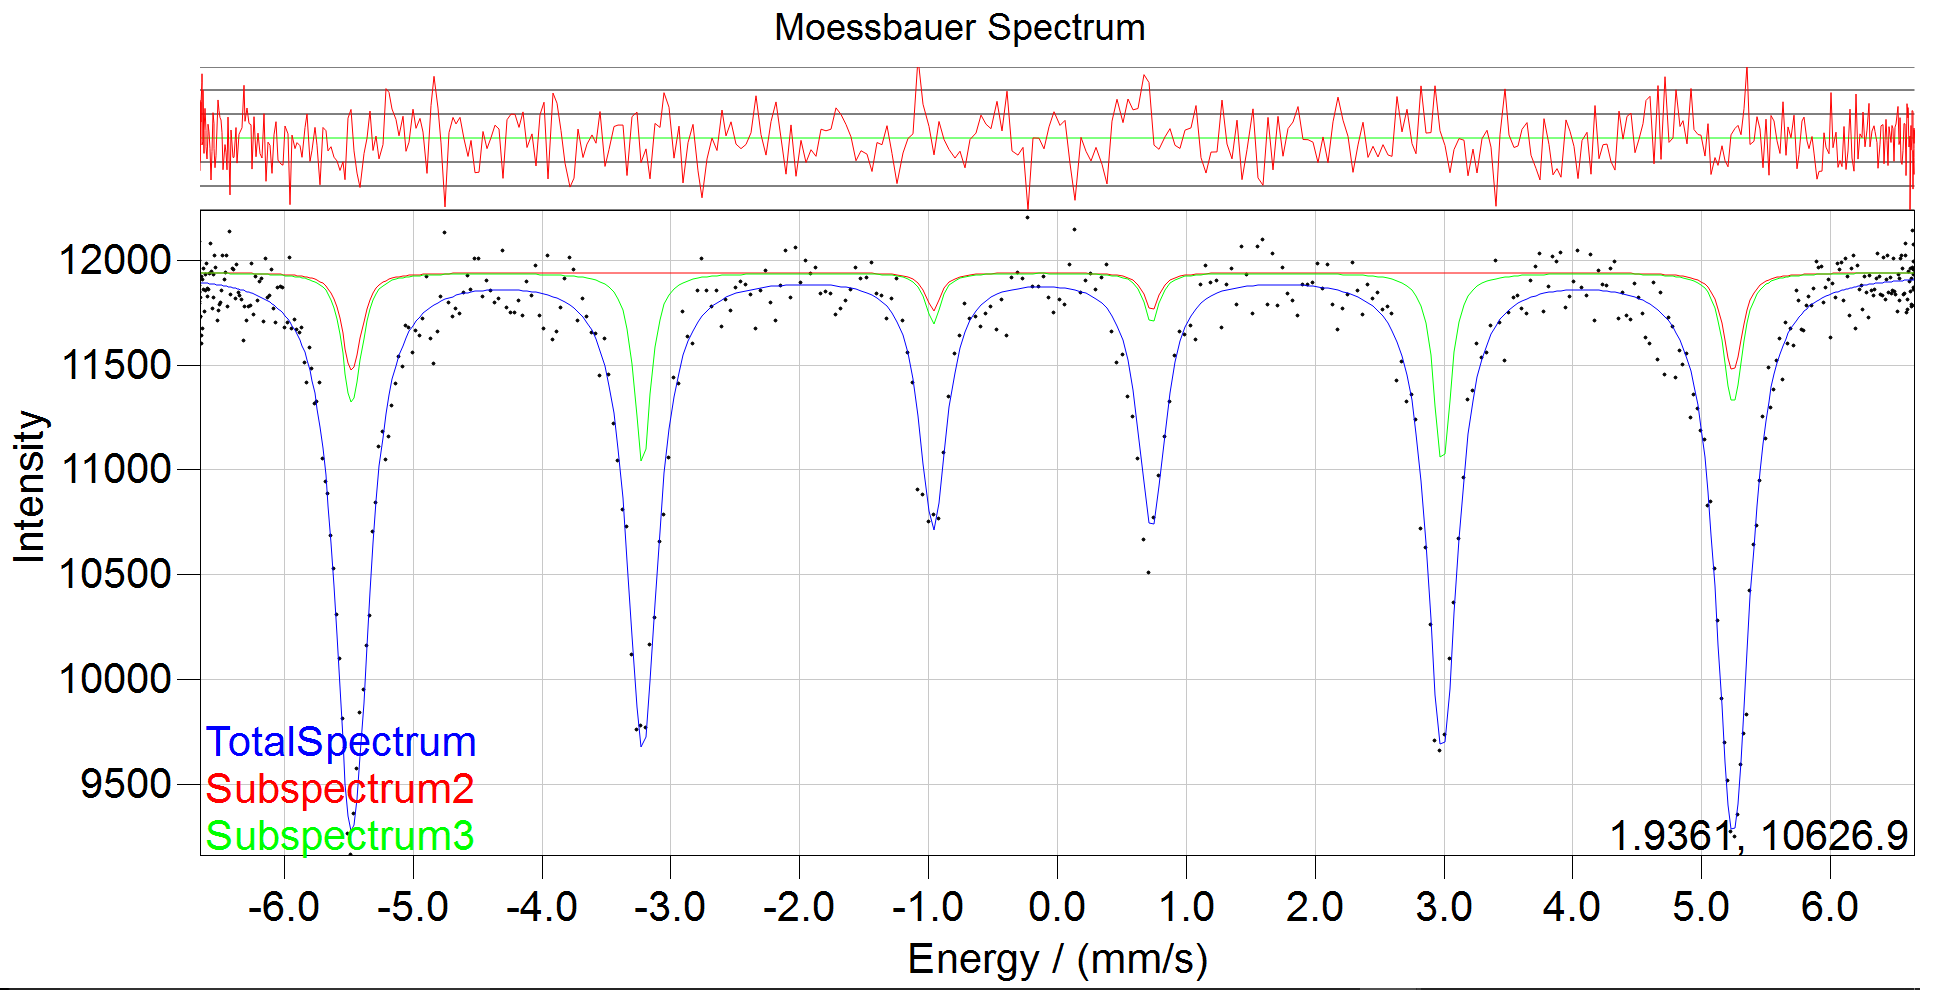 Moessbauer Spectrum
12000
11500
11000
10500
10000
9500
Intensity
TotalSpectrum
Subspectrum2
Subspectrum3
1.9361, 10626.9
-6.0 -5.0 -4.0 -3.0 -2.0 -1.0 0.0 1.0 2.0 3.0 4.0 5.0 6.0
Energy / (mm/s)